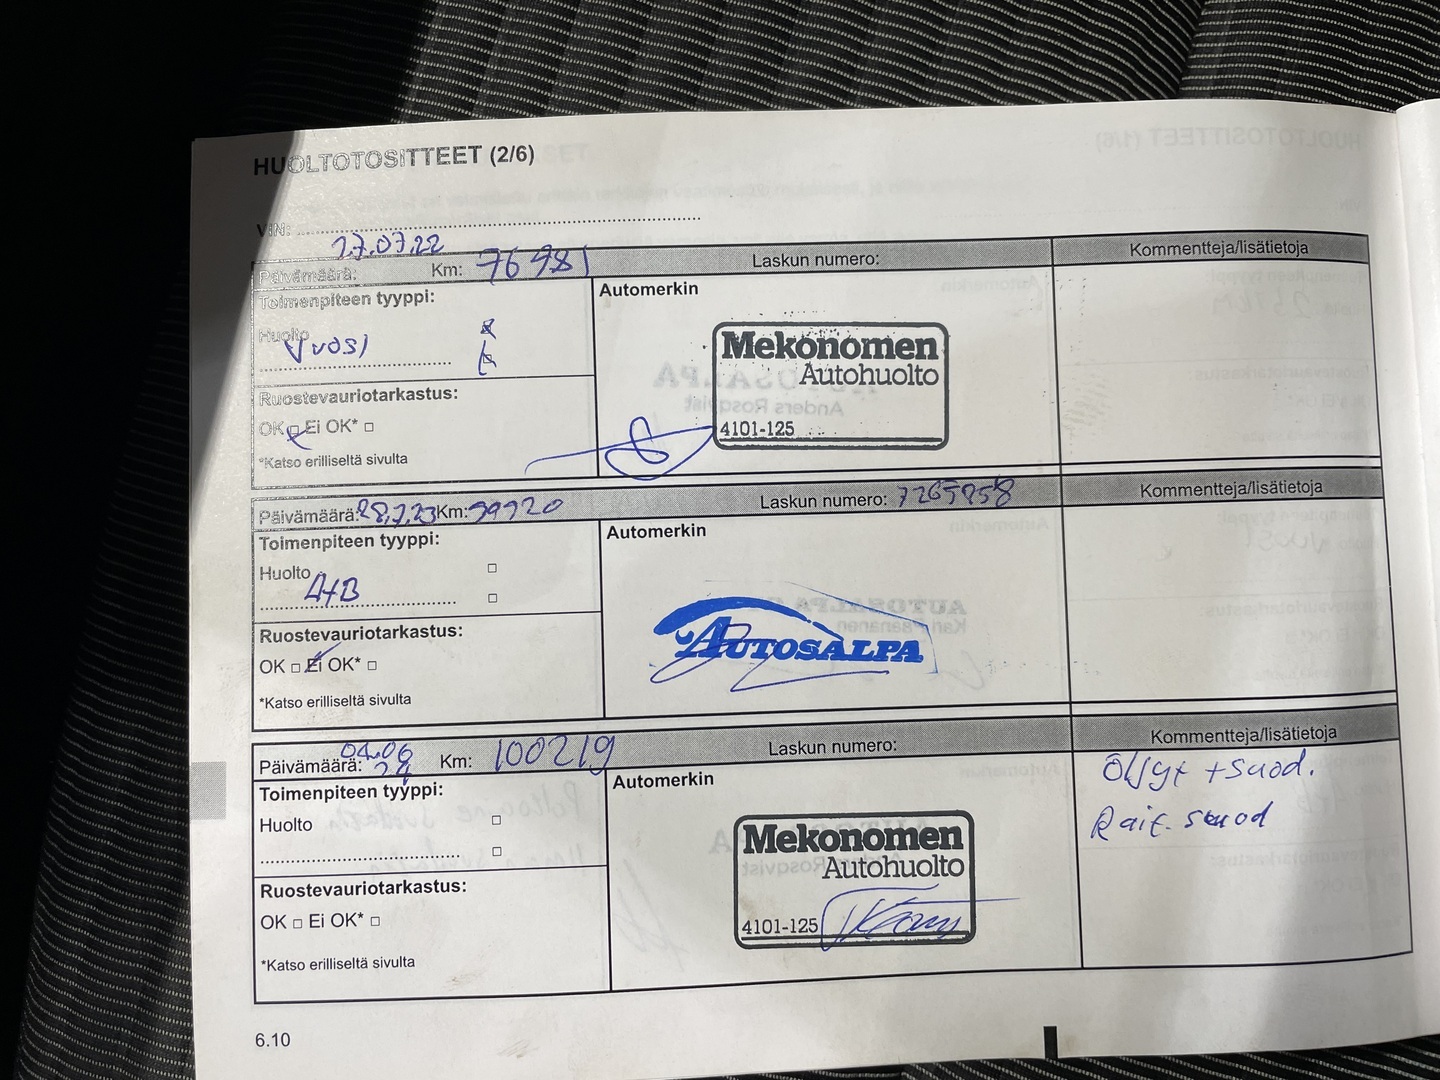 HUOLTOTOSITTEET (2/6)
VIN:
Päivämäärä: 27.07.22 Km: 76981 Laskun numero: Kommentteja/lisätietoja
Toimenpiteen tyyppi: Automerkin
Huolto
Vuosi
Mekonomen
Autohuolto
4101-125
Ruostevauriotarkastus:
OK □ Ei OK* □
*Katso erilliseltä sivulta
Päivämäärä: 28.7.23 Km: 99920 Laskun numero: 7265958 Kommentteja/lisätietoja
Toimenpiteen tyyppi: Automerkin
Huolto □
A+B □
AUTOSALPA
Ruostevauriotarkastus:
OK □ Ei OK* □
*Katso erilliseltä sivulta
Päivämäärä: 04.06 24 Km: 100219 Laskun numero: Kommentteja/lisätietoja
Toimenpiteen tyyppi: Automerkin
Öljyt + suod.
Rait. suod
Huolto □
□
Mekonomen
Autohuolto
4101-125
Ruostevauriotarkastus:
OK □ Ei OK* □
*Katso erilliseltä sivulta
6.10